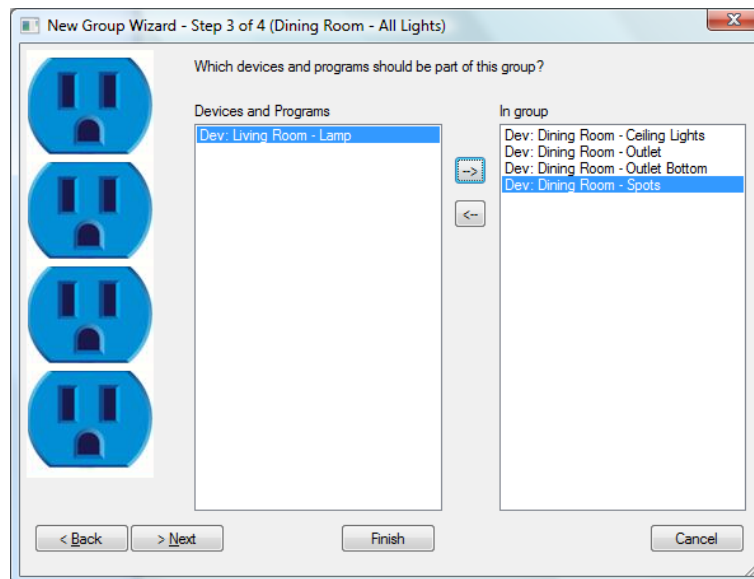 New Group Wizard - Step 3 of 4 (Dining Room - All Lights)
Which devices and programs should be part of this group?
Devices and Programs
In group
Dev: Living Room - Lamp
Dev: Dining Room - Ceiling Lights
Dev: Dining Room - Outlet
Dev: Dining Room - Outlet Bottom
Dev: Dining Room - Spots
-->
<--
< Back
> Next
Finish
Cancel